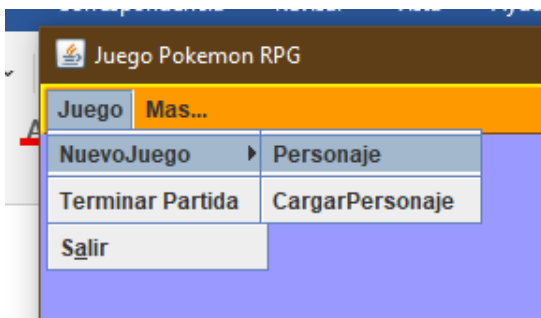 Juego Pokemon RPG
Juego Mas...
NuevoJuego Personaje
Terminar Partida CargarPersonaje
Salir